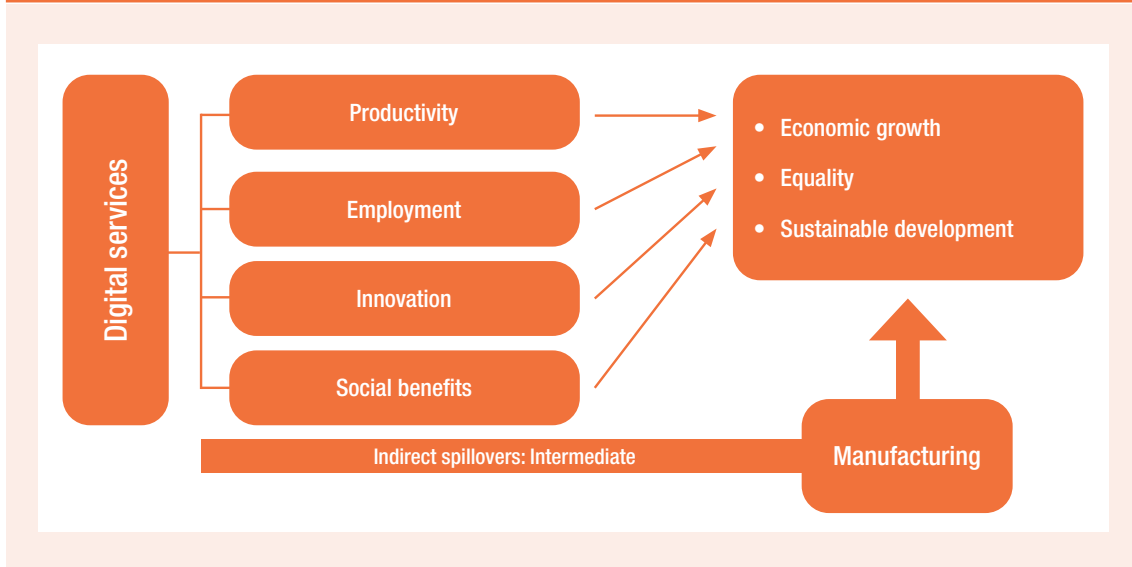 Digital services
Productivity
Employment
Innovation
Social benefits
• Economic growth
• Equality
• Sustainable development
Indirect spillovers: Intermediate
Manufacturing